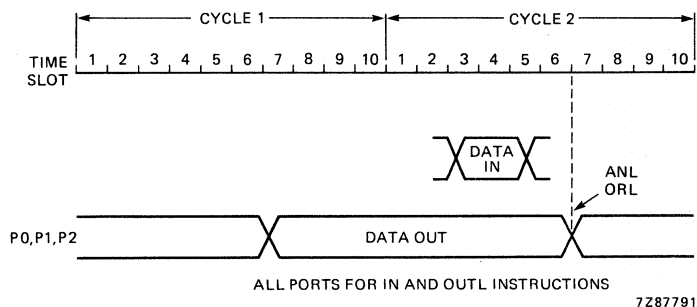 CYCLE 1 CYCLE 2
TIME SLOT 1 2 3 4 5 6 7 8 9 10 1 2 3 4 5 6 7 8 9 10
DATA IN
ANL
ORL
P0,P1,P2 DATA OUT
ALL PORTS FOR IN AND OUTL INSTRUCTIONS
7Z87791